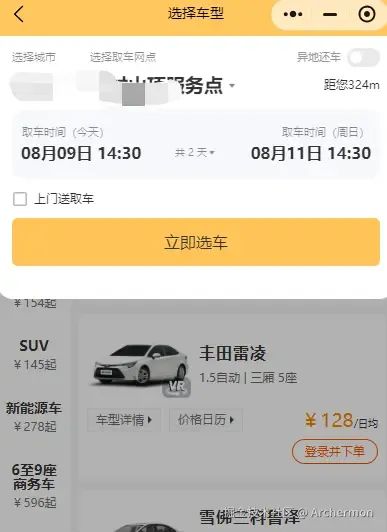 选择车型
选择城市 选择取车网点 异地还车
服务点 距您324m
取车时间（今天） 取车时间（周日）
08月09日 14:30 共2天 08月11日 14:30
上门送取车
立即选车
￥154起
SUV
￥145起
新能源车
￥278起
6至9座
商务车
￥596起
丰田雷凌
1.5自动 | 三厢 5座
VR
车型详情 价格日历
￥128/日均
登录并下单
@ Archermon
雪佛兰科鲁泽